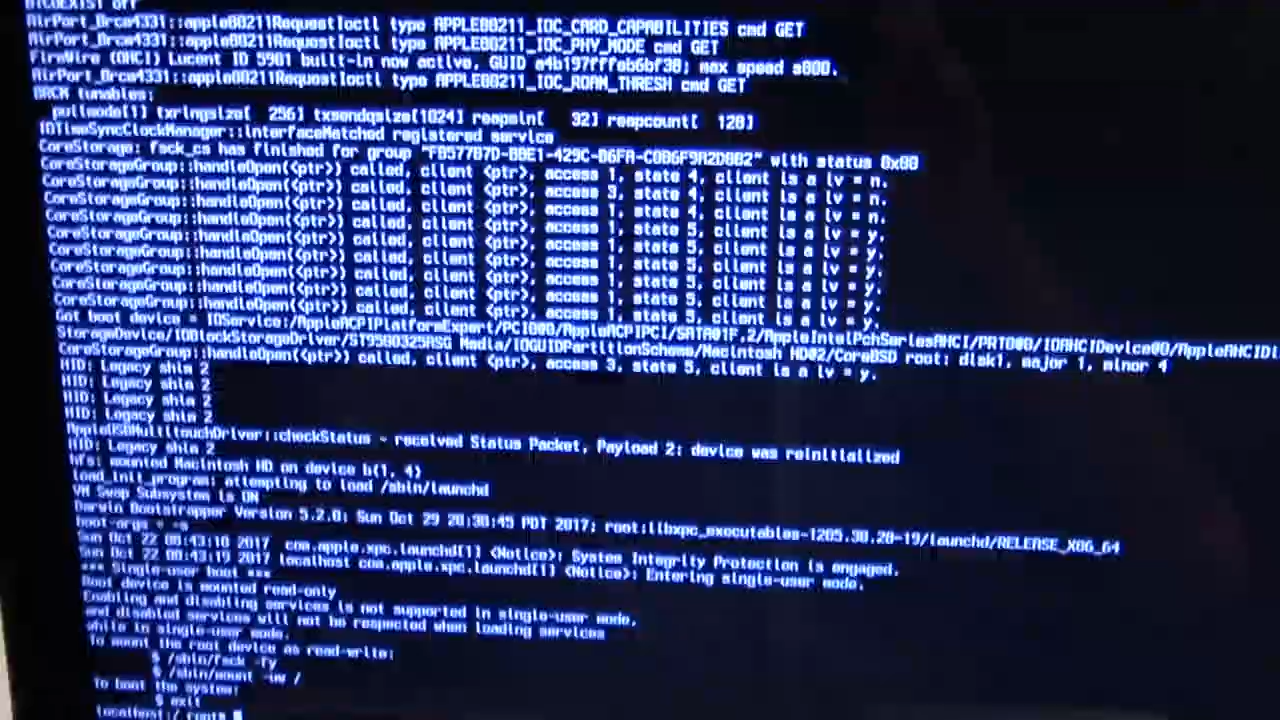 BTCOEXIST off
AirPort_Brcm4331::apple80211RequestIoctl type APPLE80211_IOC_CARD_CAPABILITIES cmd GET
AirPort_Brcm4331::apple80211RequestIoctl type APPLE80211_IOC_PHY_MODE cmd GET
FireWire (OHCI) Lucent ID 5901 built-in now active, GUID a4b197fffeb6bf38; max speed s800.
AirPort_Brcm4331::apple80211RequestIoctl type APPLE80211_IOC_ROAM_THRESH cmd GET
BRCM tunables:
pullmode[1] txringsize[ 256] txsendqsize[1024] reapmin[ 32] reapcount[ 128]
IOTimeSyncClockManager::interfaceMatched registered service
CoreStorage: fsck_cs has finished for group "FB577B7D-BBE1-429C-B6FA-C0B6F9A2D0B2" with status 0x00
CoreStorageGroup::handleOpen(<ptr>) called, client <ptr>, access 1, state 4, client is a lv = n.
CoreStorageGroup::handleOpen(<ptr>) called, client <ptr>, access 3, state 4, client is a lv = n.
CoreStorageGroup::handleOpen(<ptr>) called, client <ptr>, access 1, state 4, client is a lv = n.
CoreStorageGroup::handleOpen(<ptr>) called, client <ptr>, access 1, state 5, client is a lv = y.
CoreStorageGroup::handleOpen(<ptr>) called, client <ptr>, access 1, state 5, client is a lv = y.
CoreStorageGroup::handleOpen(<ptr>) called, client <ptr>, access 1, state 5, client is a lv = y.
CoreStorageGroup::handleOpen(<ptr>) called, client <ptr>, access 1, state 5, client is a lv = y.
CoreStorageGroup::handleOpen(<ptr>) called, client <ptr>, access 1, state 5, client is a lv = y.
CoreStorageGroup::handleOpen(<ptr>) called, client <ptr>, access 1, state 5, client is a lv = y.
Got boot device = IOService:/AppleACPIPlatformExpert/PCI0@0/AppleACPIPCI/SATA@1F,2/AppleIntelPchSeriesAHCI/PRT0@0/IOAHCIDevice@0/AppleAHCIDi
StorageDevice/IOBlockStorageDriver/ST9500325ASG Media/IOGUIDPartitionScheme/Macintosh HD@2/CoreBSD root: disk1, major 1, minor 4
CoreStorageGroup::handleOpen(<ptr>) called, client <ptr>, access 3, state 5, client is a lv = y.
HID: Legacy shim 2
HID: Legacy shim 2
HID: Legacy shim 2
HID: Legacy shim 2
AppleUSBMultitouchDriver::checkStatus - received Status Packet, Payload 2: device was reinitialized
HID: Legacy shim 2
hfs: mounted Macintosh HD on device b(1, 4)
load_init_program: attempting to load /sbin/launchd
VM Swap Subsystem is ON
Darwin Bootstrapper Version 5.2.0: Sun Oct 29 20:30:45 PDT 2017; root:libxpc_executables-1205.30.28~19/launchd/RELEASE_X86_64
boot-args = -s
Sun Oct 22 08:43:18 2017 com.apple.xpc.launchd[1] <Notice>: System Integrity Protection is engaged.
Sun Oct 22 08:43:19 2017 localhost com.apple.xpc.launchd[1] <Notice>: Entering single-user mode.
*** Single-user boot ***
Root device is mounted read-only
Enabling and disabling services is not supported in single-user mode,
and disabled services will not be respected when loading services
while in single-user mode.
To mount the root device as read-write:
$ /sbin/fsck -fy
$ /sbin/mount -uw /
To boot the system:
$ exit
localhost:/ root#